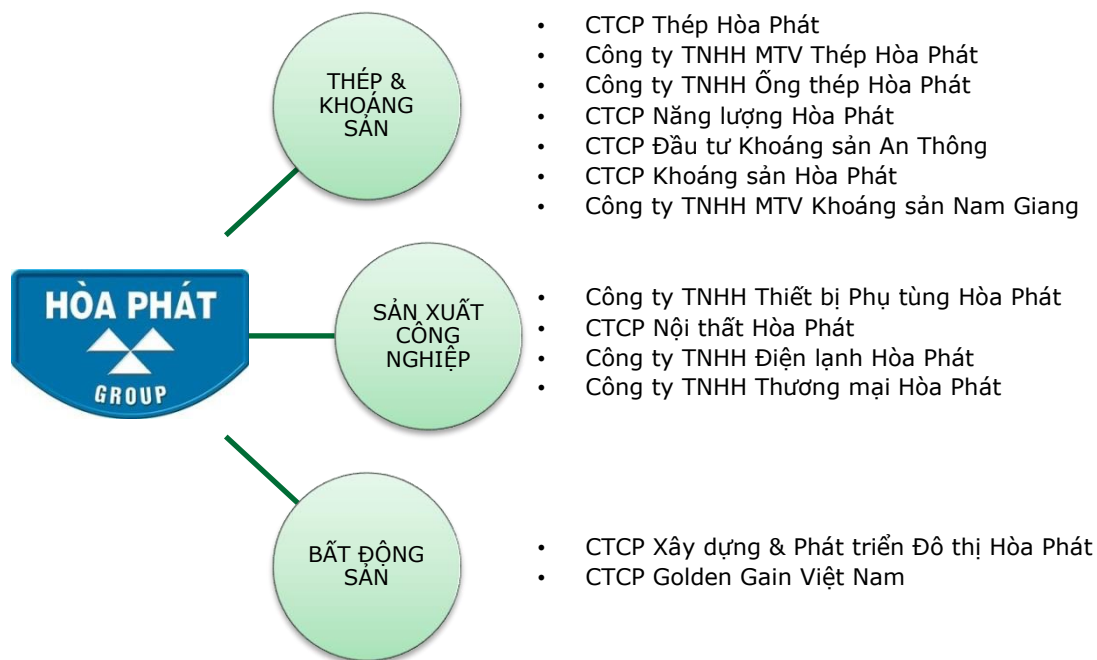 THÉP &
KHOÁNG
SẢN
• CTCP Thép Hòa Phát
• Công ty TNHH MTV Thép Hòa Phát
• Công ty TNHH Ống thép Hòa Phát
• CTCP Năng lượng Hòa Phát
• CTCP Đầu tư Khoáng sản An Thông
• CTCP Khoáng sản Hòa Phát
• Công ty TNHH MTV Khoáng sản Nam Giang
HÒA PHÁT
GROUP
SẢN XUẤT
CÔNG
NGHIỆP
• Công ty TNHH Thiết bị Phụ tùng Hòa Phát
• CTCP Nội thất Hòa Phát
• Công ty TNHH Điện lạnh Hòa Phát
• Công ty TNHH Thương mại Hòa Phát
BẤT ĐỘNG
SẢN
• CTCP Xây dựng & Phát triển Đô thị Hòa Phát
• CTCP Golden Gain Việt Nam